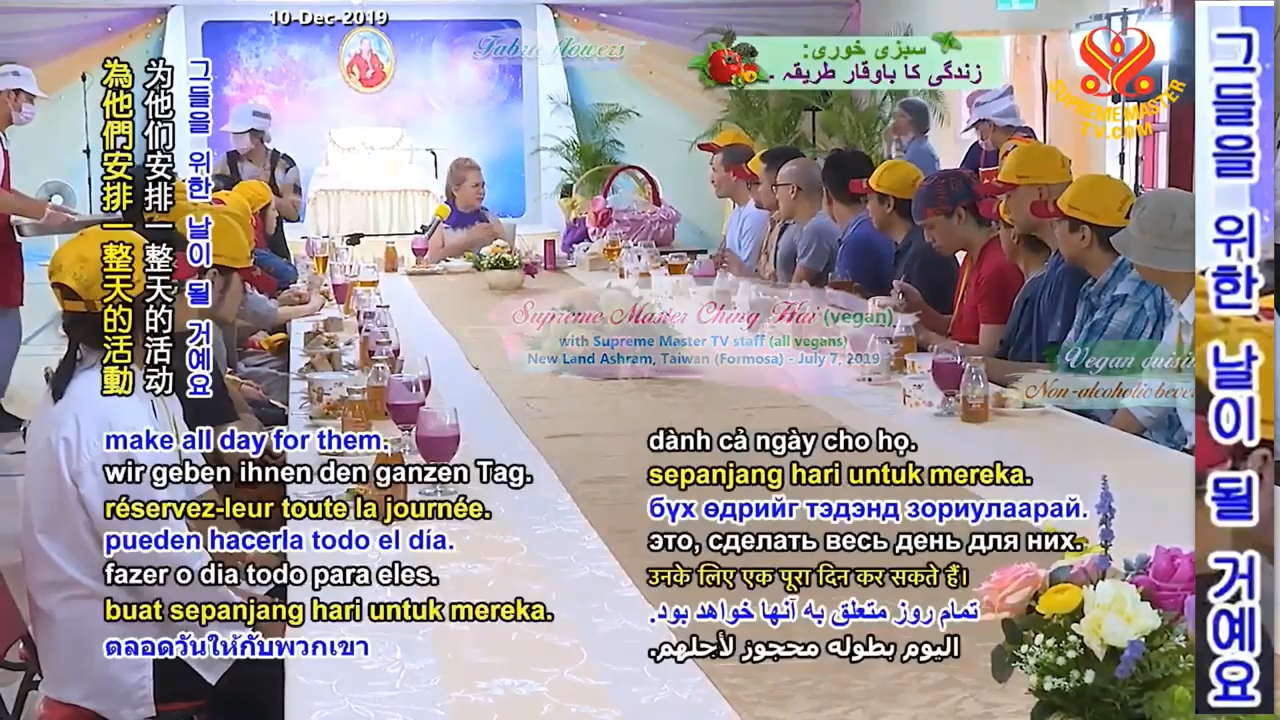 10-Dec-2019
Fabric flowers
سبزی خوری:
زندگی کا باوقار طریقہ .
SUPREME MASTER
TV.COM
그들을 위한 날이 될 거예요
为他们安排一整天的活动
為他們安排一整天的活動
그들을 위한 날이 될 거예요
Supreme Master Ching Hai (vegan)
with Supreme Master TV staff (all vegans)
New Land Ashram, Taiwan (Formosa) - July 7, 2019
Vegan cuisin
Non-alcoholic beve
make all day for them.
wir geben ihnen den ganzen Tag.
réservez-leur toute la journée.
pueden hacerla todo el día.
fazer o dia todo para eles.
buat sepanjang hari untuk mereka.
ตลอดวันให้กับพวกเขา
dành cả ngày cho họ.
sepanjang hari untuk mereka.
бүх өдрийг тэдэнд зориулаарай.
это, сделать весь день для них.
उनके लिए एक पूरा दिन कर सकते हैं।
تمام روز متعلق به آنها خواهد بود.
اليوم بطوله محجوز لأجلهم.